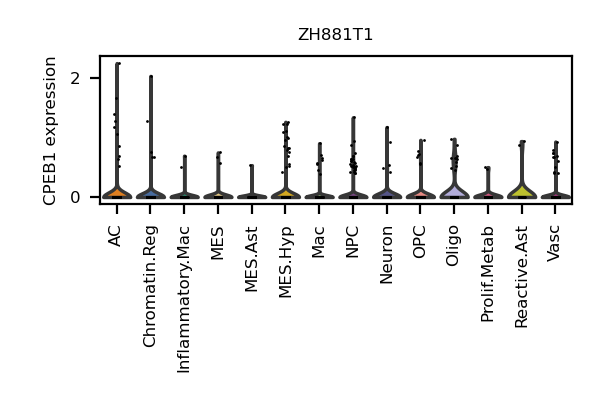 ZH881T1
CPEB1 expression
2
0
AC
Chromatin.Reg
Inflammatory.Mac
MES
MES.Ast
MES.Hyp
Mac
NPC
Neuron
OPC
Oligo
Prolif.Metab
Reactive.Ast
Vasc